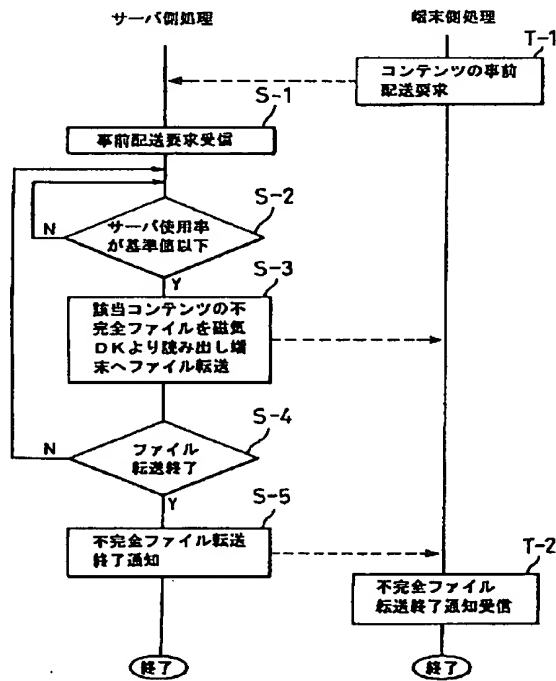 サーバ側処理
端末側処理
T-1
コンテンツの事前
配送要求
S-1
事前配送要求受信
S-2
N
サーバ使用率
が基準値以下
Y
S-3
該当コンテンツの不
完全ファイルを磁気
DKより読み出し端
末へファイル転送
S-4
N
ファイル
転送終了
Y
S-5
不完全ファイル転送
終了通知
T-2
不完全ファイル
転送終了通知受信
終了
終了